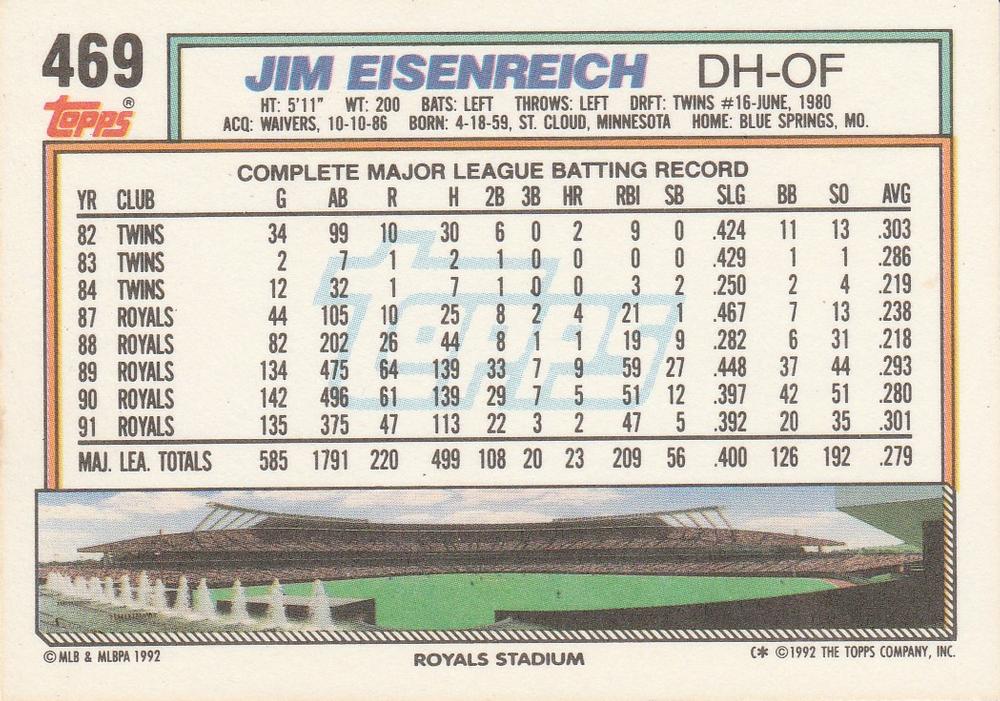 469
JIM EISENREICH DH-OF
Topps®
HT: 5'11" WT: 200 BATS: LEFT THROWS: LEFT DRFT: TWINS #16-JUNE, 1980
ACQ: WAIVERS, 10-10-86 BORN: 4-18-59, ST. CLOUD, MINNESOTA HOME: BLUE SPRINGS, MO.
COMPLETE MAJOR LEAGUE BATTING RECORD
YR CLUB G AB R H 2B 3B HR RBI SB SLG BB SO AVG
82 TWINS 34 99 10 30 6 0 2 9 0 .424 11 13 .303
83 TWINS 2 7 1 2 1 0 0 0 0 .429 1 1 .286
84 TWINS 12 32 1 7 1 0 0 3 2 .250 2 4 .219
87 ROYALS 44 105 10 25 8 2 4 21 1 .467 7 13 .238
88 ROYALS 82 202 26 44 8 1 1 19 9 .282 6 31 .218
89 ROYALS 134 475 64 139 33 7 9 59 27 .448 37 44 .293
90 ROYALS 142 496 61 139 29 7 5 51 12 .397 42 51 .280
91 ROYALS 135 375 47 113 22 3 2 47 5 .392 20 35 .301
MAJ. LEA. TOTALS 585 1791 220 499 108 20 23 209 56 .400 126 192 .279
Topps
©MLB & MLBPA 1992 ROYALS STADIUM C* ©1992 THE TOPPS COMPANY, INC.